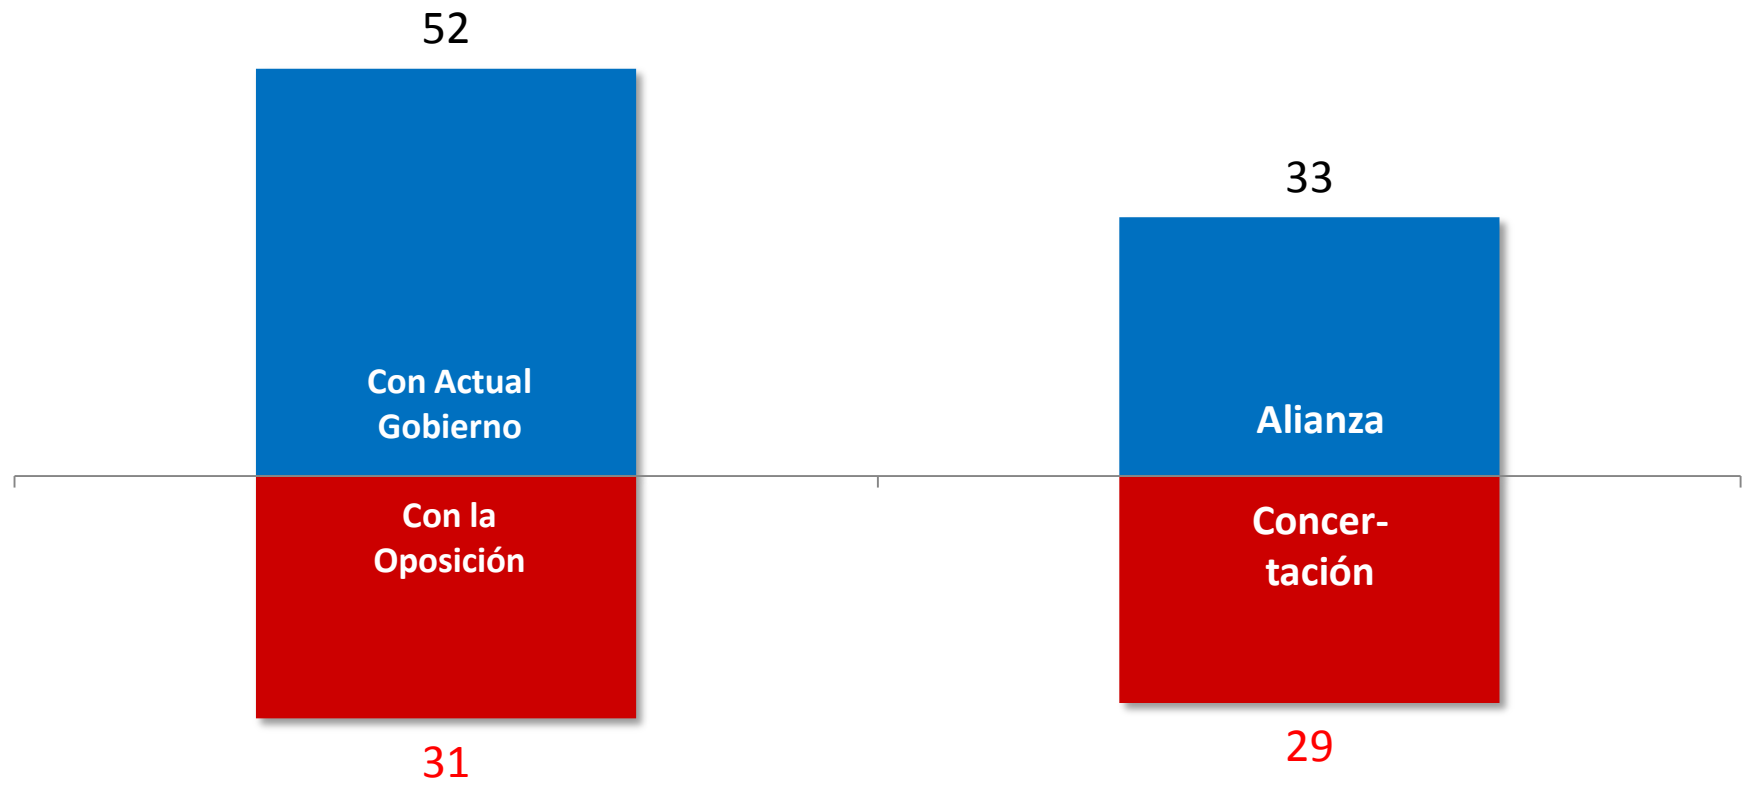 52
Con Actual
Gobierno
Con la
Oposición
31
33
Alianza
Concer-
tación
29